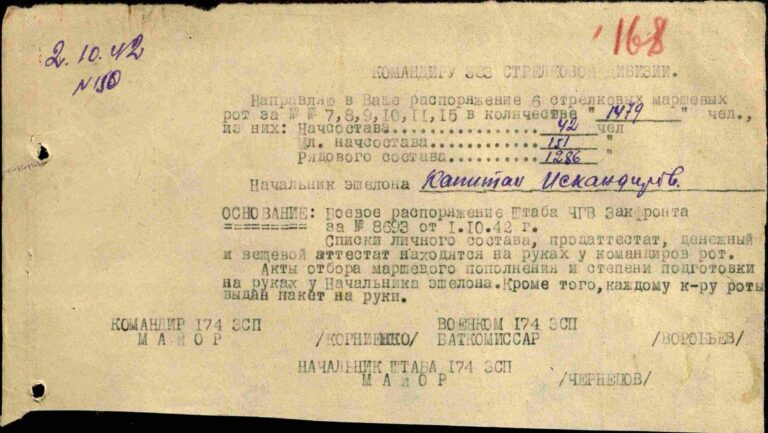 2.10.42
168
N 190
КОМАНДИРУ 383 СТРЕЛКОВОЙ ДИВИЗИИ.
Направляю в Ваше распоряжение 6 стрелковых маршевых
рот за № № 7,8,9,10,11,15 в количестве "1479" чел.,
из них: Начсостава..............42 чел
Мл. начсостава.............151 "
Рядового состава...........1286 "
Начальник эшелона Капитан Искандиров.
ОСНОВАНИЕ: Боевое распоряжение Штаба ЧГВ Закфронта
========= за № 8693 от 1.10.42 г.
Списки личного состава, продаттестат, денежный
и вещевой аттестат находятся на руках у командиров рот.
Акты отбора маршевого пополнения и степени подготовки
на руках у Начальника эшелона. Кроме того, каждому к-ру роты
выдан пакет на руки.
КОМАНДИР 174 ЗСП ВОЕНКОМ 174 ЗСП
МАЙОР /КОРНИЕНКО/ БАТКОМИССАР /ВОРОБЬЕВ/
НАЧАЛЬНИК ШТАБА 174 ЗСП
МАЙОР /ЧЕРНЕЦОВ/